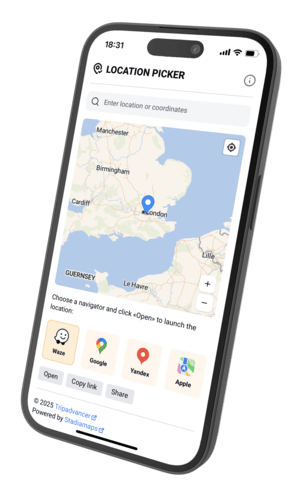 18:31
LOCATION PICKER
Enter location or coordinates
Manchester
Birmingham
Cardiff
London
Lille
GUERNSEY
Le Havre
+
−
Choose a navigator and click «Open» to launch the
location:
Waze
Google
Yandex
Apple
Open
Copy link
Share
© 2025 Tripadvancer
Powered by Stadiamaps